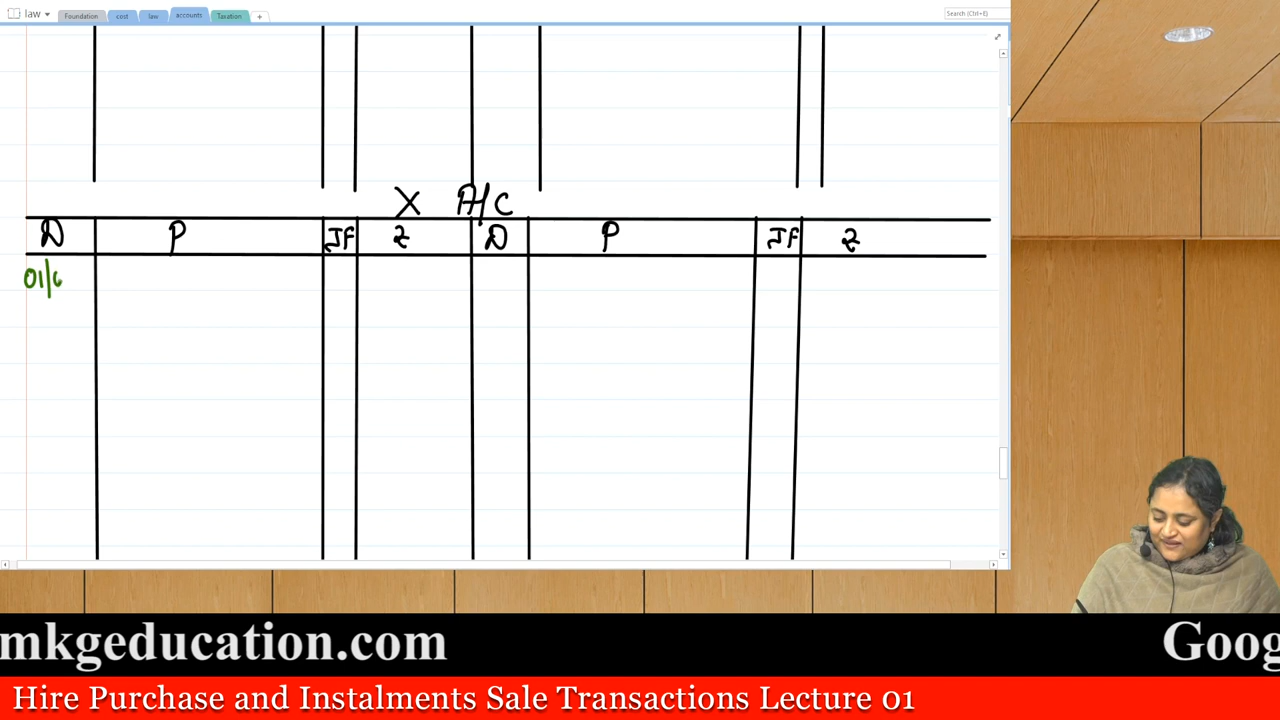 law Foundation cost law accounts Taxation + Search (Ctrl+E)
X A/C
D P JF ₹ D P JF ₹
01/0
mkgeducation.com Goog
Hire Purchase and Instalments Sale Transactions Lecture 01